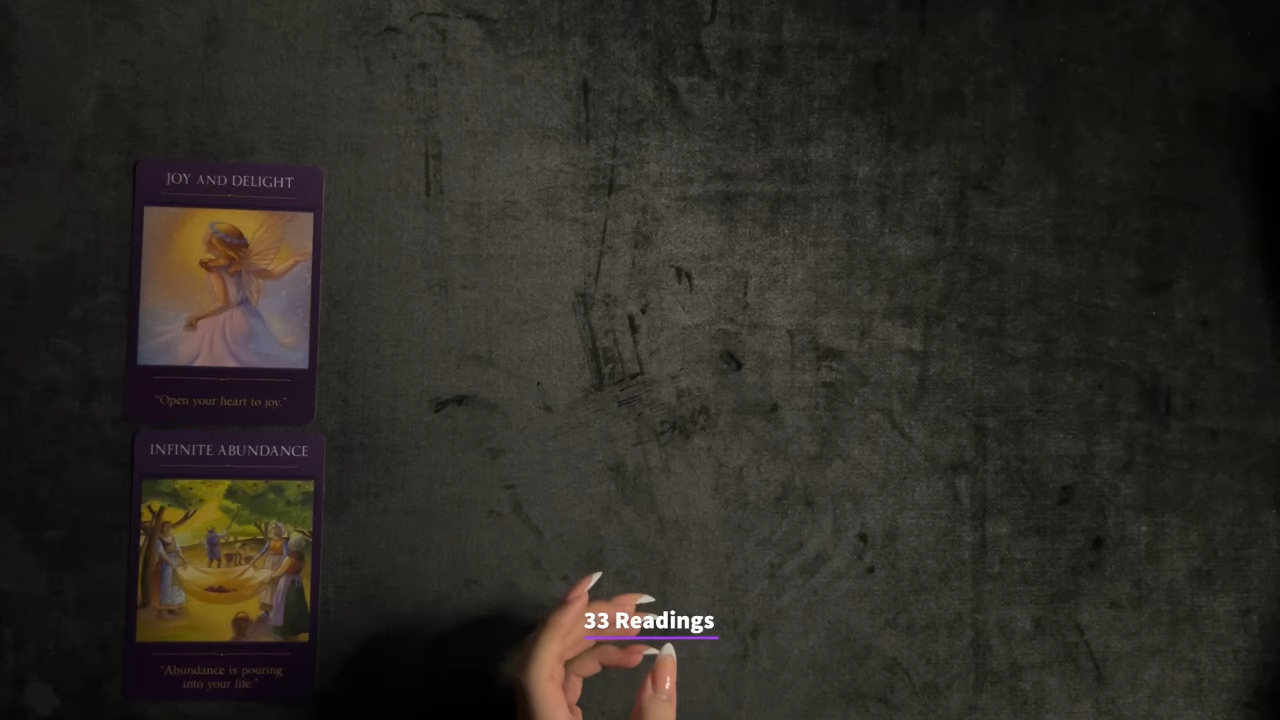 JOY AND DELIGHT
"Open your heart to joy."
INFINITE ABUNDANCE
"Abundance is pouring
into your life."
33 Readings